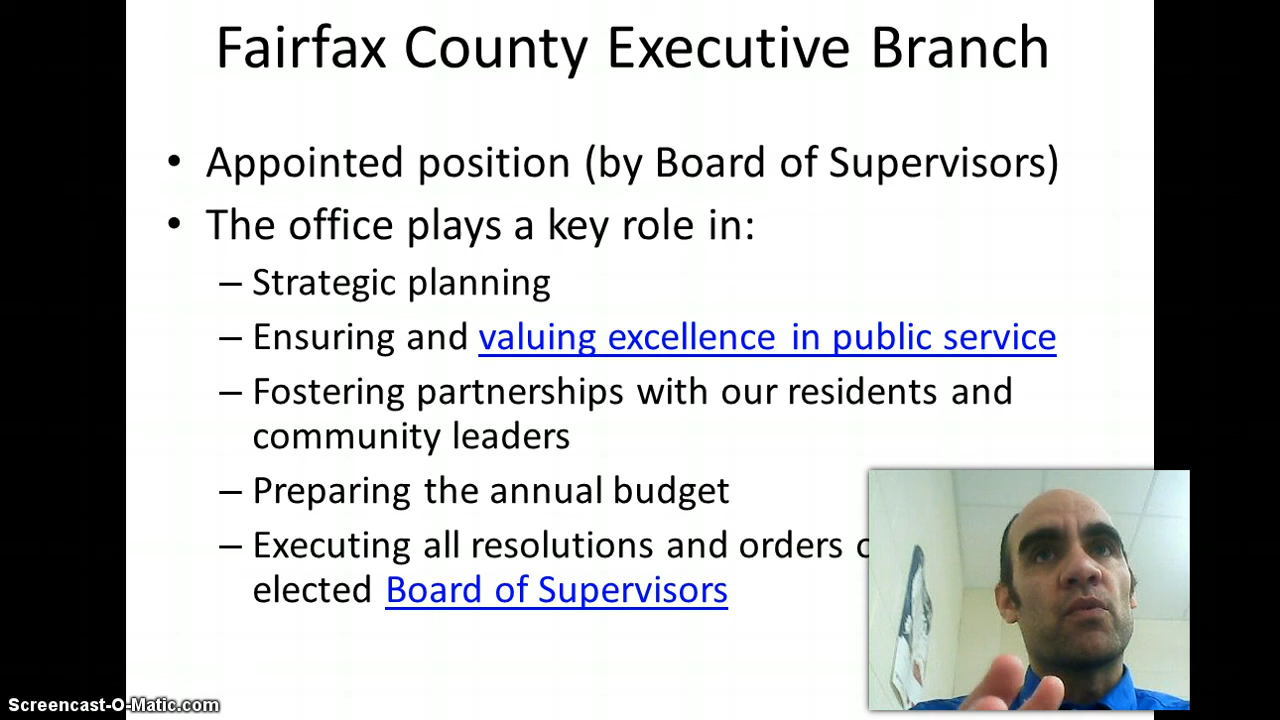 Fairfax County Executive Branch
• Appointed position (by Board of Supervisors)
• The office plays a key role in:
– Strategic planning
– Ensuring and valuing excellence in public service
– Fostering partnerships with our residents and
community leaders
– Preparing the annual budget
– Executing all resolutions and orders
elected Board of Supervisors
Screencast-O-Matic.com